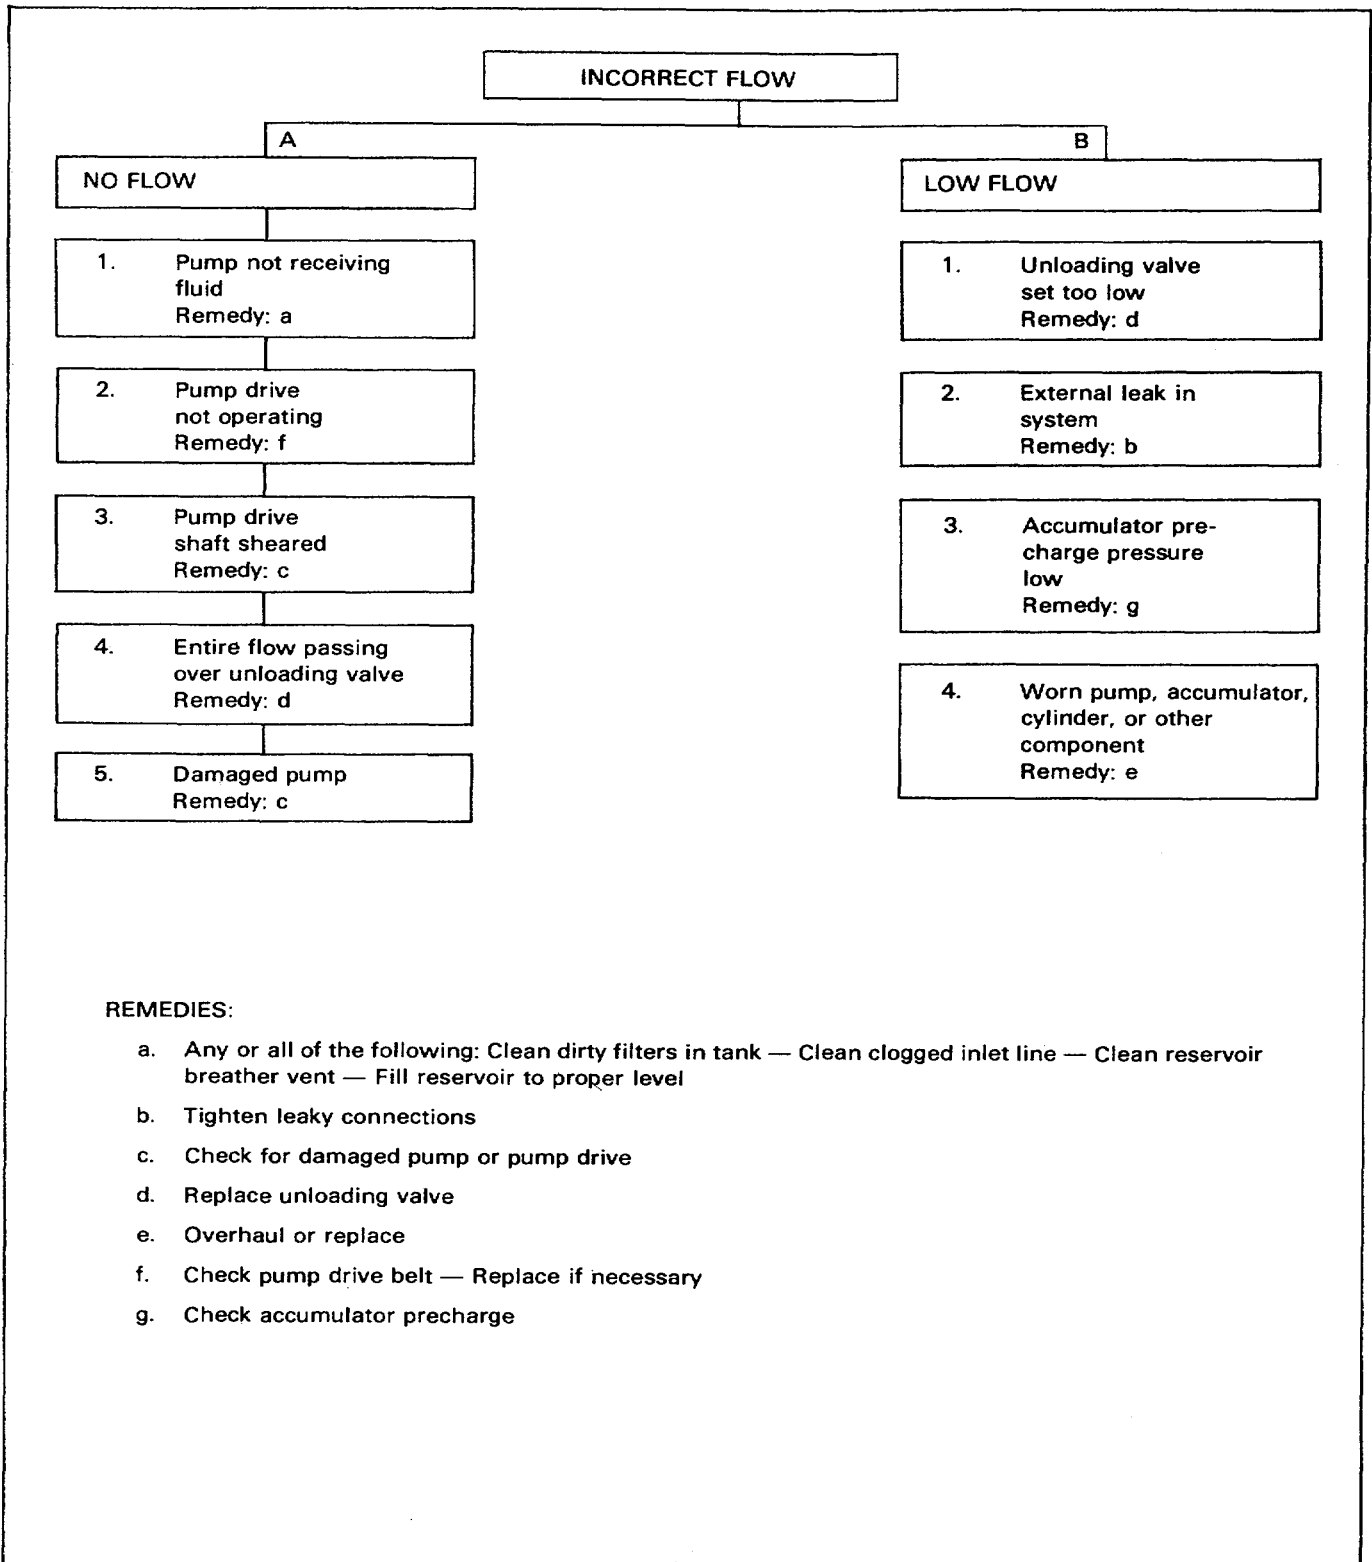 INCORRECT FLOW
A
NO FLOW
1. Pump not receiving
fluid
Remedy: a
2. Pump drive
not operating
Remedy: f
3. Pump drive
shaft sheared
Remedy: c
4. Entire flow passing
over unloading valve
Remedy: d
5. Damaged pump
Remedy: c
B
LOW FLOW
1. Unloading valve
set too low
Remedy: d
2. External leak in
system
Remedy: b
3. Accumulator pre-
charge pressure
low
Remedy: g
4. Worn pump, accumulator,
cylinder, or other
component
Remedy: e
REMEDIES:
a. Any or all of the following: Clean dirty filters in tank — Clean clogged inlet line — Clean reservoir
breather vent — Fill reservoir to proper level
b. Tighten leaky connections
c. Check for damaged pump or pump drive
d. Replace unloading valve
e. Overhaul or replace
f. Check pump drive belt — Replace if necessary
g. Check accumulator precharge